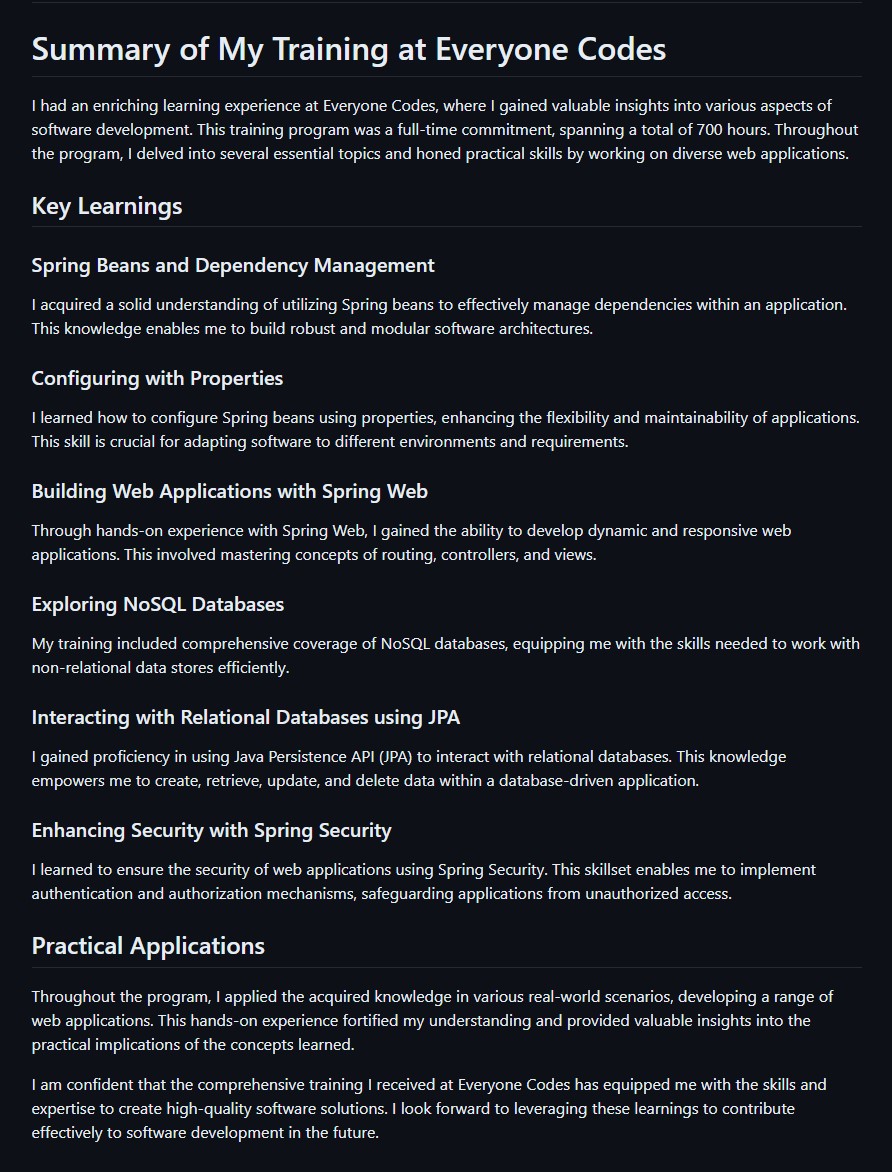 Summary of My Training at Everyone Codes
I had an enriching learning experience at Everyone Codes, where I gained valuable insights into various aspects of
software development. This training program was a full-time commitment, spanning a total of 700 hours. Throughout
the program, I delved into several essential topics and honed practical skills by working on diverse web applications.
Key Learnings
Spring Beans and Dependency Management
I acquired a solid understanding of utilizing Spring beans to effectively manage dependencies within an application.
This knowledge enables me to build robust and modular software architectures.
Configuring with Properties
I learned how to configure Spring beans using properties, enhancing the flexibility and maintainability of applications.
This skill is crucial for adapting software to different environments and requirements.
Building Web Applications with Spring Web
Through hands-on experience with Spring Web, I gained the ability to develop dynamic and responsive web
applications. This involved mastering concepts of routing, controllers, and views.
Exploring NoSQL Databases
My training included comprehensive coverage of NoSQL databases, equipping me with the skills needed to work with
non-relational data stores efficiently.
Interacting with Relational Databases using JPA
I gained proficiency in using Java Persistence API (JPA) to interact with relational databases. This knowledge
empowers me to create, retrieve, update, and delete data within a database-driven application.
Enhancing Security with Spring Security
I learned to ensure the security of web applications using Spring Security. This skillset enables me to implement
authentication and authorization mechanisms, safeguarding applications from unauthorized access.
Practical Applications
Throughout the program, I applied the acquired knowledge in various real-world scenarios, developing a range of
web applications. This hands-on experience fortified my understanding and provided valuable insights into the
practical implications of the concepts learned.
I am confident that the comprehensive training I received at Everyone Codes has equipped me with the skills and
expertise to create high-quality software solutions. I look forward to leveraging these learnings to contribute
effectively to software development in the future.